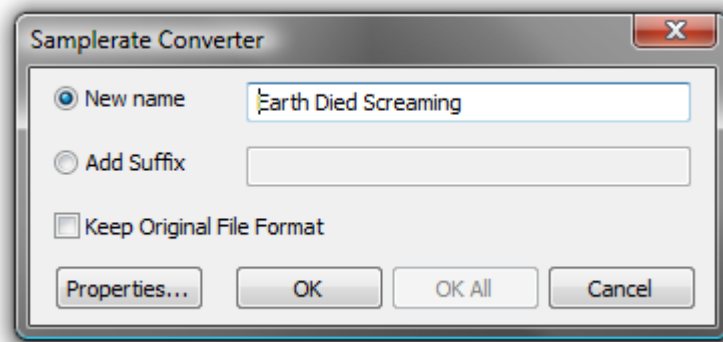 Samplerate Converter
New name
Earth Died Screaming
Add Suffix
Keep Original File Format
Properties... OK OK All Cancel